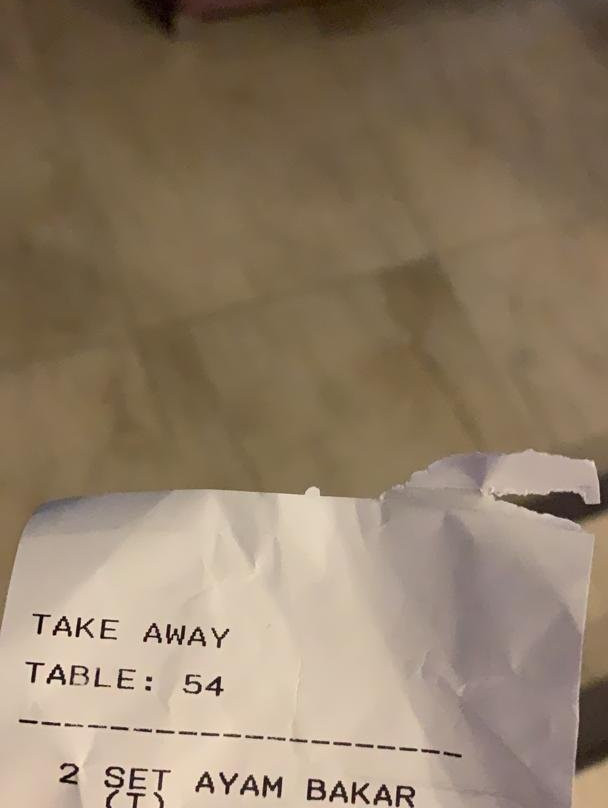 TAKE AWAY
TABLE: 54
--------------------
2 SET AYAM BAKAR
(T)